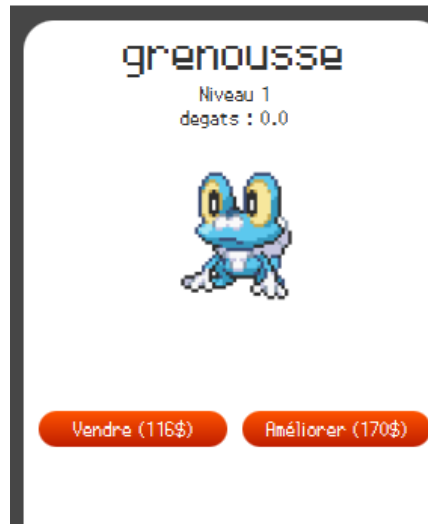 grenousse
Niveau 1
degats : 0.0
Vendre (116$)
Améliorer (170$)